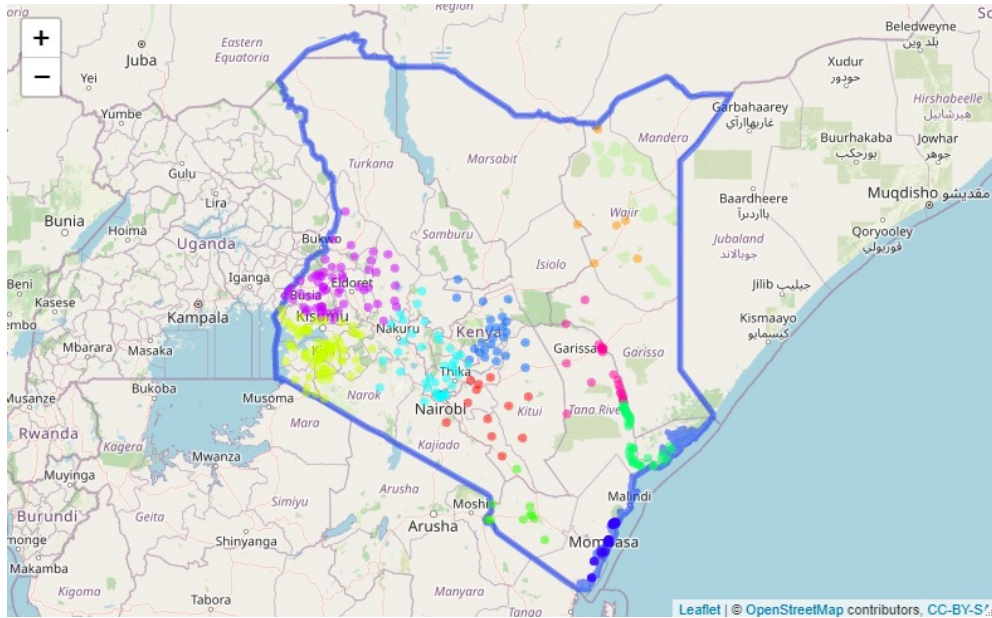 +
−
Juba
Eastern
Equatoria
Region
Beledweyne
بلد وين
Xudur
حودور
Yei
Yumbe
Garbahaarey
غاربهاارآي
Hirshabeelle
هيرشابيل
Buurhakaba
بورحكب
Jowhar
جوهر
Mandera
Turkana
Marsabit
Gulu
Lira
Baardheere
بااردىرآ
Muqdisho مقديشو
Wajir
Bunia
Hoima
Uganda
Bukwo
Samburu
Jubaland
جوبالاند
Qoryooley
قوريولي
Isiolo
Beni
Kasese
Iganga
Busia
Eldoret
Jilib جيليب
Kampala
Kisumu
Nakuru
Kenya
Kismaayo
كيسمايو
Mbarara
Masaka
Garissa
Garissa
Thika
Bukoba
Musoma
Narok
Nairobi
Kitui
Tana River
Musanze
Mara
Kajiado
Rwanda
Kagera
Mwanza
Malindi
Muyinga
Simiyu
Arusha
Moshi
Burundi
Geita
Arusha
Shinyanga
Makamba
Kigoma
Tabora
Manyara
Tanga
Leaflet | © OpenStreetMap contributors, CC-BY-SA